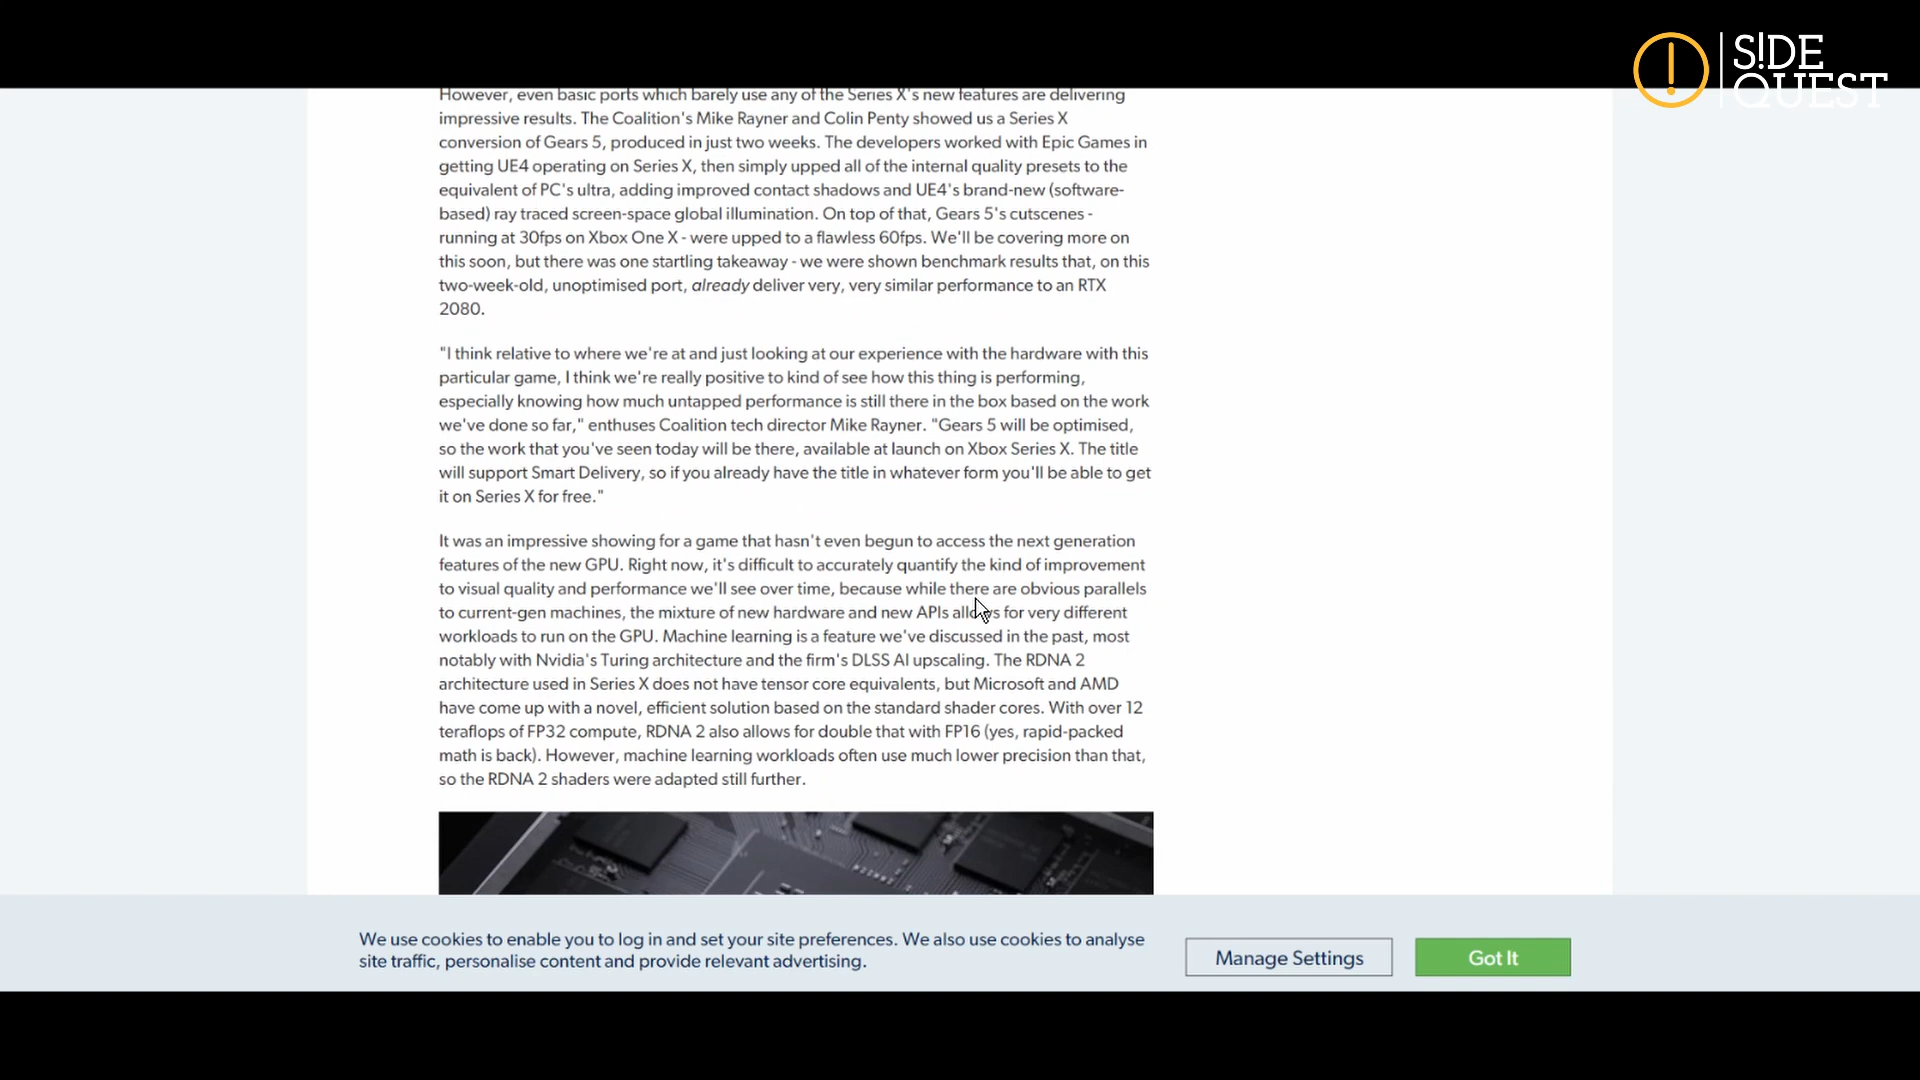 S!DE
QUEST
However, even basic ports which barely use any of the Series X's new features are delivering
impressive results. The Coalition's Mike Rayner and Colin Penty showed us a Series X
conversion of Gears 5, produced in just two weeks. The developers worked with Epic Games in
getting UE4 operating on Series X, then simply upped all of the internal quality presets to the
equivalent of PC's ultra, adding improved contact shadows and UE4's brand-new (software-
based) ray traced screen-space global illumination. On top of that, Gears 5's cutscenes -
running at 30fps on Xbox One X - were upped to a flawless 60fps. We'll be covering more on
this soon, but there was one startling takeaway - we were shown benchmark results that, on this
two-week-old, unoptimised port, already deliver very, very similar performance to an RTX
2080.
"I think relative to where we're at and just looking at our experience with the hardware with this
particular game, I think we're really positive to kind of see how this thing is performing,
especially knowing how much untapped performance is still there in the box based on the work
we've done so far," enthuses Coalition tech director Mike Rayner. "Gears 5 will be optimised,
so the work that you've seen today will be there, available at launch on Xbox Series X. The title
will support Smart Delivery, so if you already have the title in whatever form you'll be able to get
it on Series X for free."
It was an impressive showing for a game that hasn't even begun to access the next generation
features of the new GPU. Right now, it's difficult to accurately quantify the kind of improvement
to visual quality and performance we'll see over time, because while there are obvious parallels
to current-gen machines, the mixture of new hardware and new APIs allows for very different
workloads to run on the GPU. Machine learning is a feature we've discussed in the past, most
notably with Nvidia's Turing architecture and the firm's DLSS AI upscaling. The RDNA 2
architecture used in Series X does not have tensor core equivalents, but Microsoft and AMD
have come up with a novel, efficient solution based on the standard shader cores. With over 12
teraflops of FP32 compute, RDNA 2 also allows for double that with FP16 (yes, rapid-packed
math is back). However, machine learning workloads often use much lower precision than that,
so the RDNA 2 shaders were adapted still further.
We use cookies to enable you to log in and set your site preferences. We also use cookies to analyse
site traffic, personalise content and provide relevant advertising.
Manage Settings
Got It